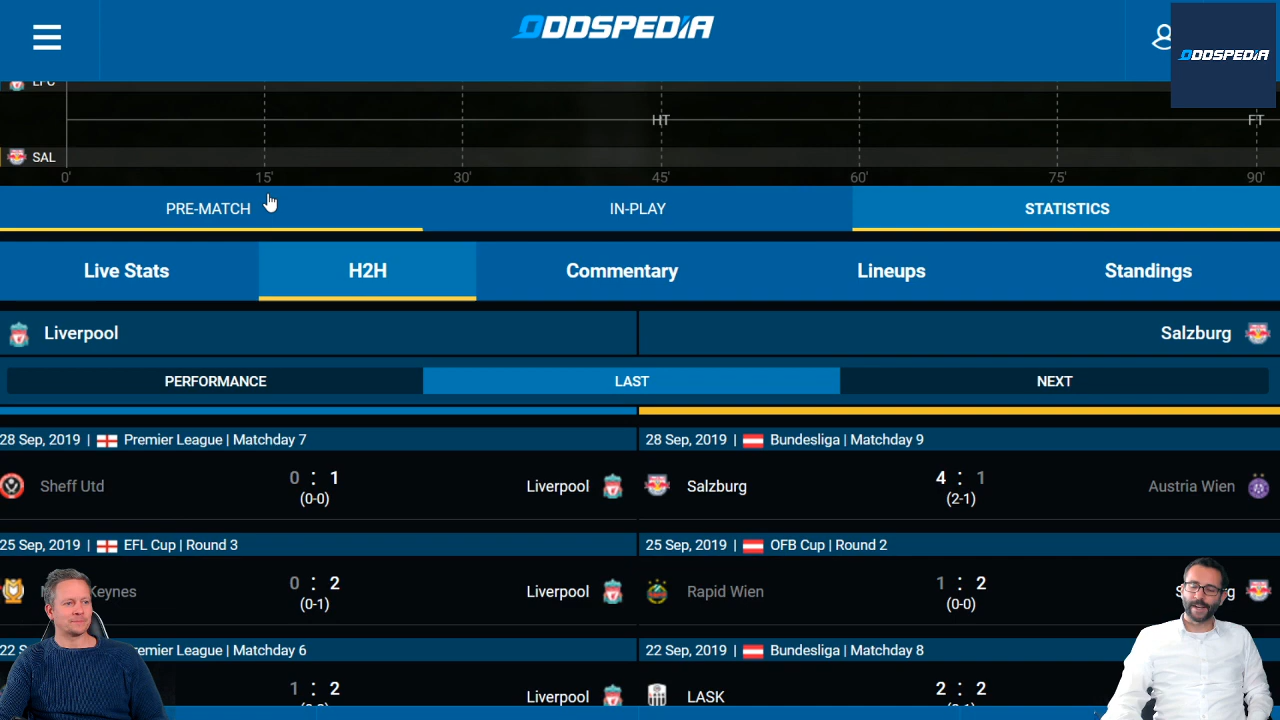 ODDSPEDIA
ODDSPEDIA
LFC
HT
FT
SAL
0' 15' 30' 45' 60' 75' 90'
PRE-MATCH IN-PLAY STATISTICS
Live Stats H2H Commentary Lineups Standings
Liverpool Salzburg
PERFORMANCE LAST NEXT
28 Sep, 2019 | Premier League | Matchday 7
28 Sep, 2019 | Bundesliga | Matchday 9
Sheff Utd 0 : 1 Liverpool
(0-0)
Salzburg 4 : 1 Austria Wien
(2-1)
25 Sep, 2019 | EFL Cup | Round 3
25 Sep, 2019 | OFB Cup | Round 2
Keynes 0 : 2 Liverpool
(0-1)
Rapid Wien 1 : 2
(0-0)
22 League | Matchday 6
22 Sep, 2019 | Bundesliga | Matchday 8
1 : 2 Liverpool
LASK 2 : 2